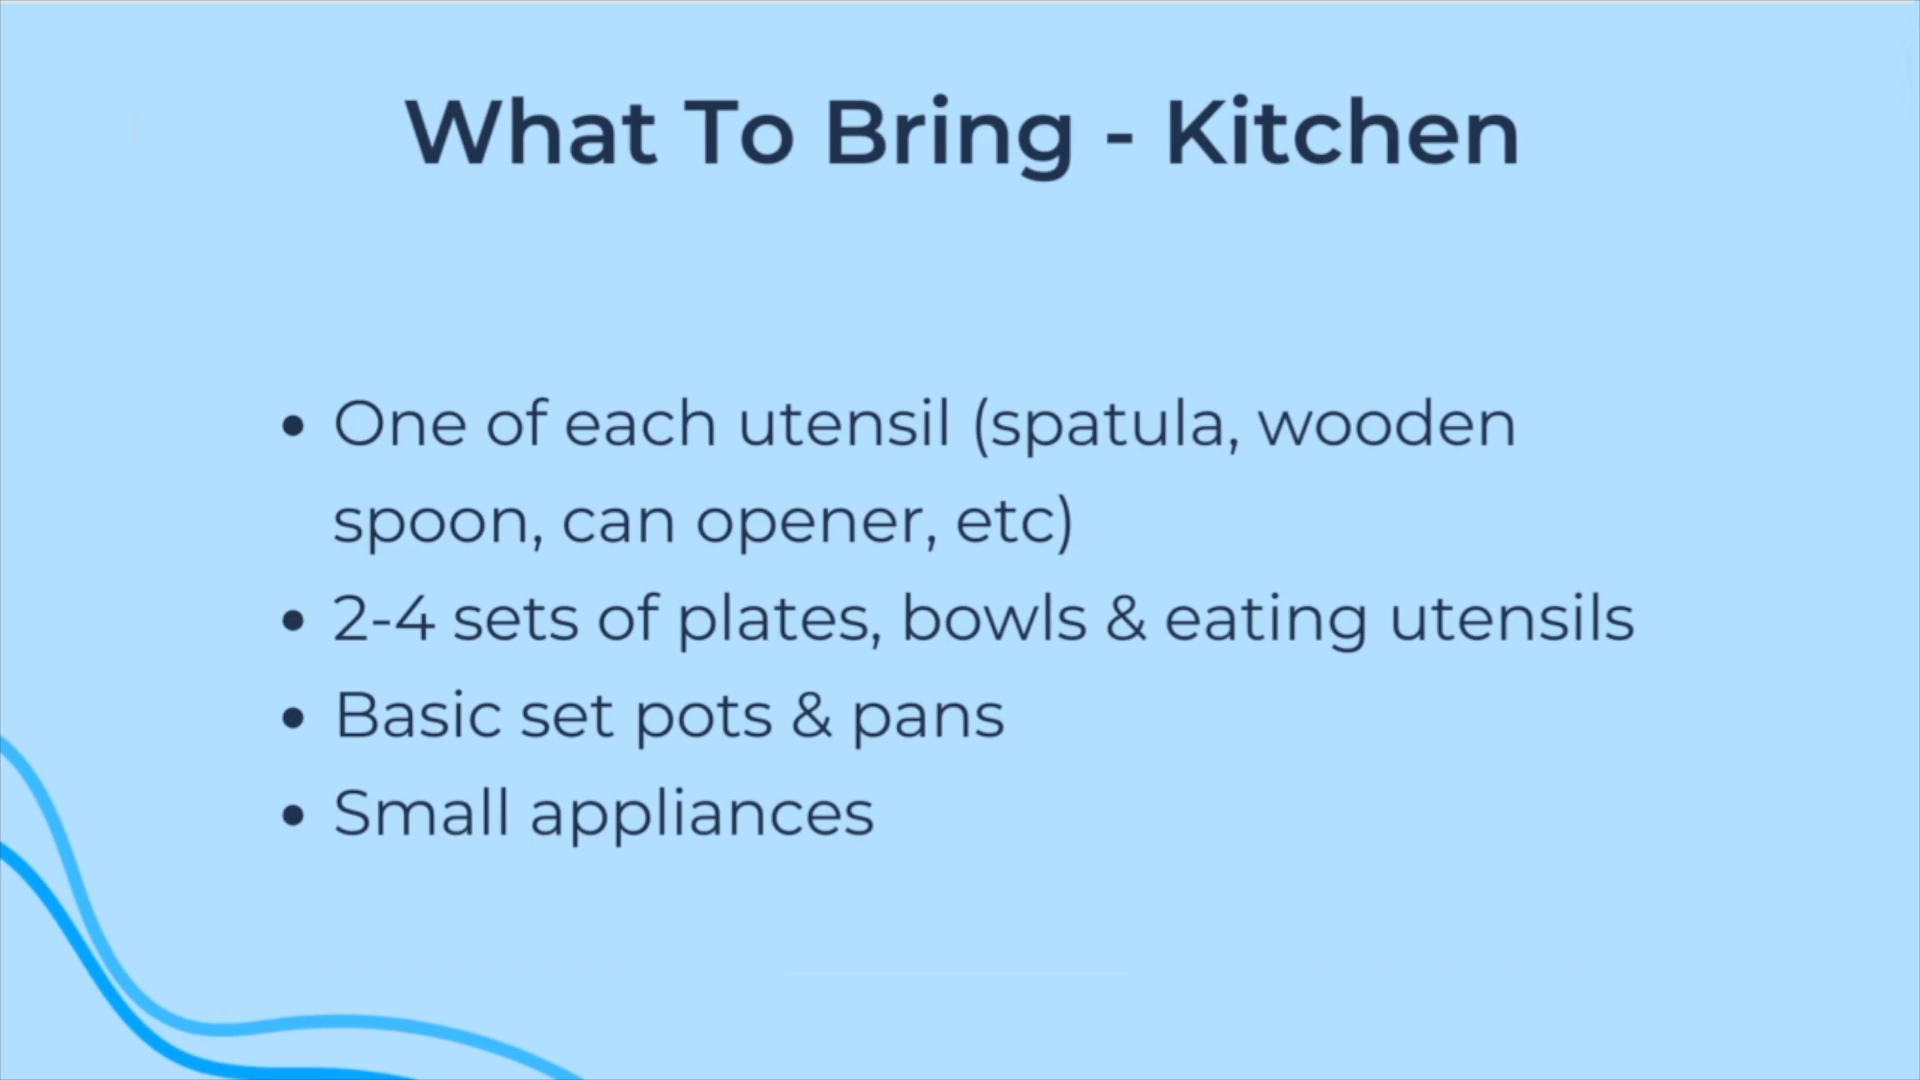 What To Bring - Kitchen
• One of each utensil (spatula, wooden
spoon, can opener, etc)
• 2-4 sets of plates, bowls & eating utensils
• Basic set pots & pans
• Small appliances